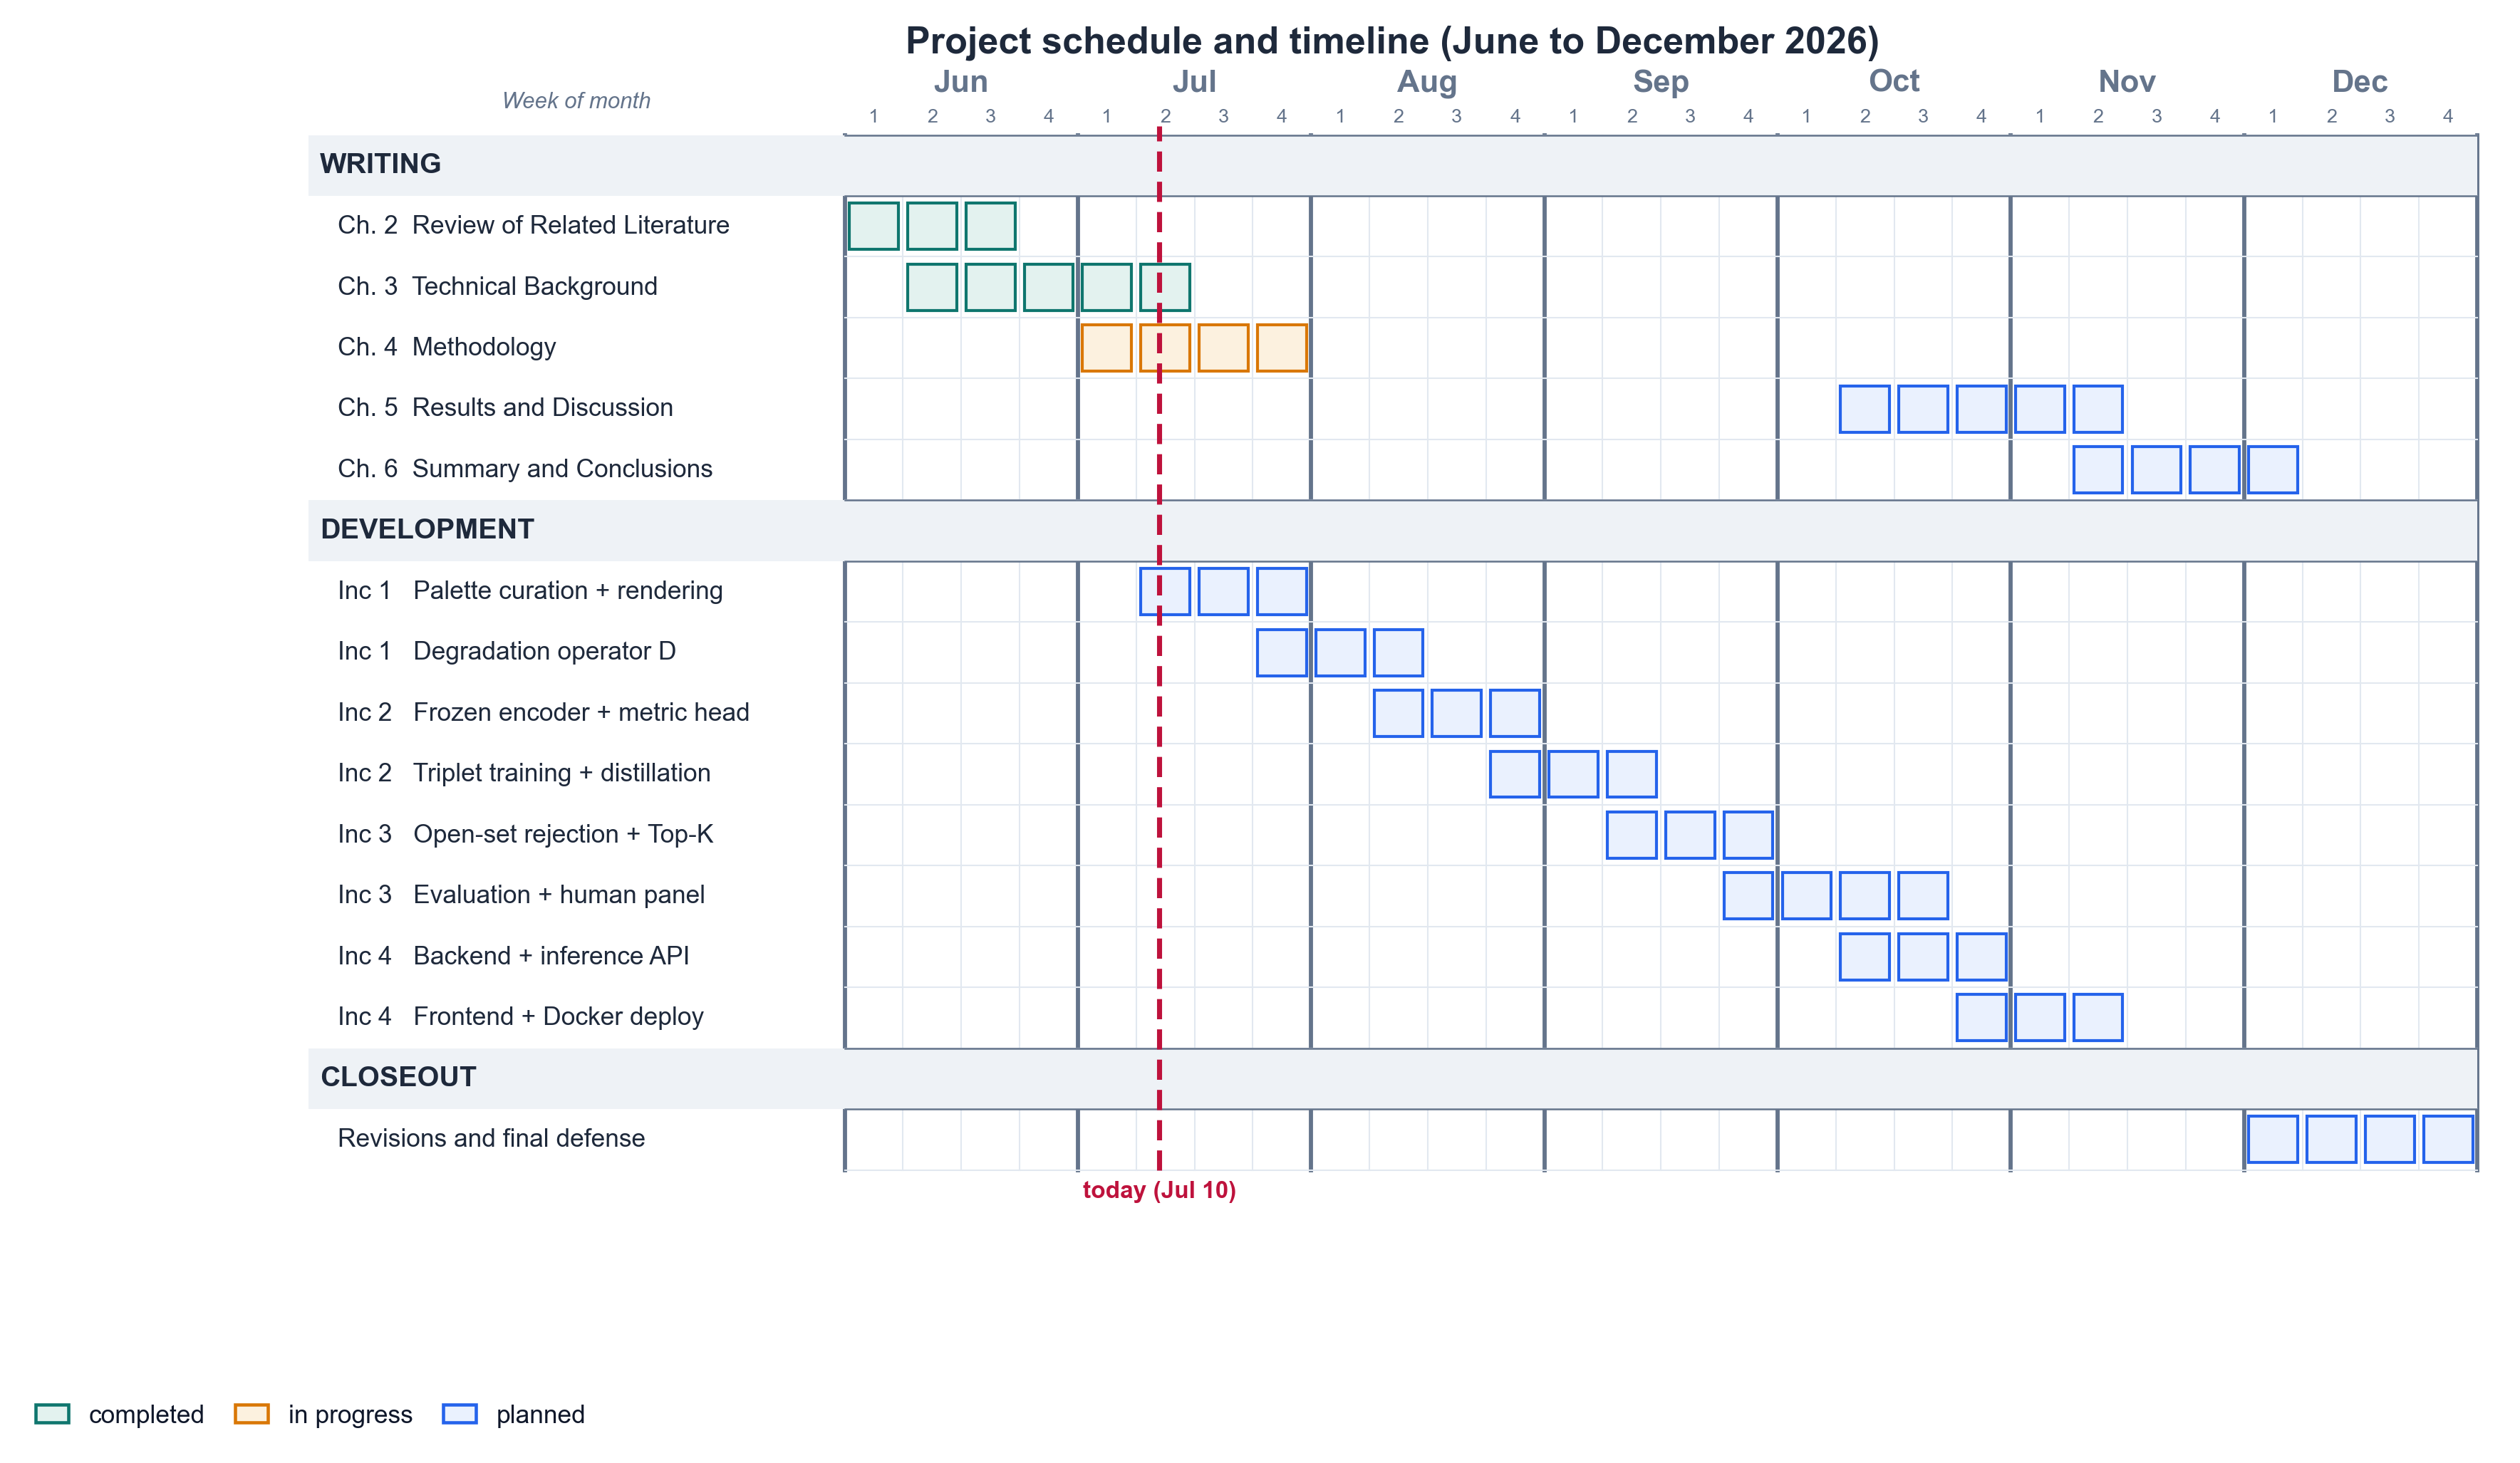 Project schedule and timeline (June to December 2026)
Jun Jul Aug Sep Oct Nov Dec
Week of month
1 2 3 4 1 2 3 4 1 2 3 4 1 2 3 4 1 2 3 4 1 2 3 4 1 2 3 4
WRITING
Ch. 2 Review of Related Literature
Ch. 3 Technical Background
Ch. 4 Methodology
Ch. 5 Results and Discussion
Ch. 6 Summary and Conclusions
DEVELOPMENT
Inc 1 Palette curation + rendering
Inc 1 Degradation operator D
Inc 2 Frozen encoder + metric head
Inc 2 Triplet training + distillation
Inc 3 Open-set rejection + Top-K
Inc 3 Evaluation + human panel
Inc 4 Backend + inference API
Inc 4 Frontend + Docker deploy
CLOSEOUT
Revisions and final defense
today (Jul 10)
completed in progress planned